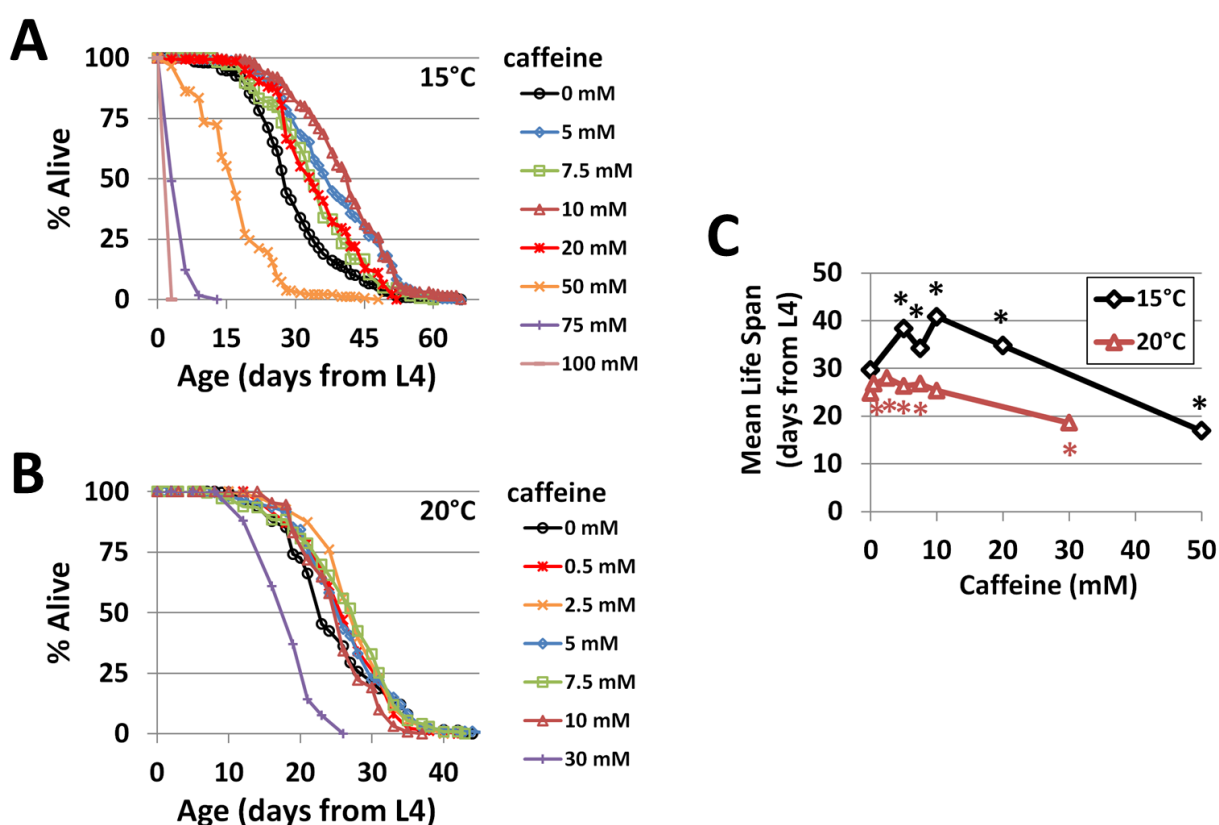 A
100
75
50
25
0
% Alive
15°C
0 15 30 45 60
Age (days from L4)
caffeine
0 mM
5 mM
7.5 mM
10 mM
20 mM
50 mM
75 mM
100 mM
B
100
75
50
25
0
% Alive
20°C
0 10 20 30 40
Age (days from L4)
caffeine
0 mM
0.5 mM
2.5 mM
5 mM
7.5 mM
10 mM
30 mM
C
50
40
30
20
10
0
Mean Life Span
(days from L4)
* * * * *
* * * * *
15°C
20°C
0 10 20 30 40 50
Caffeine (mM)